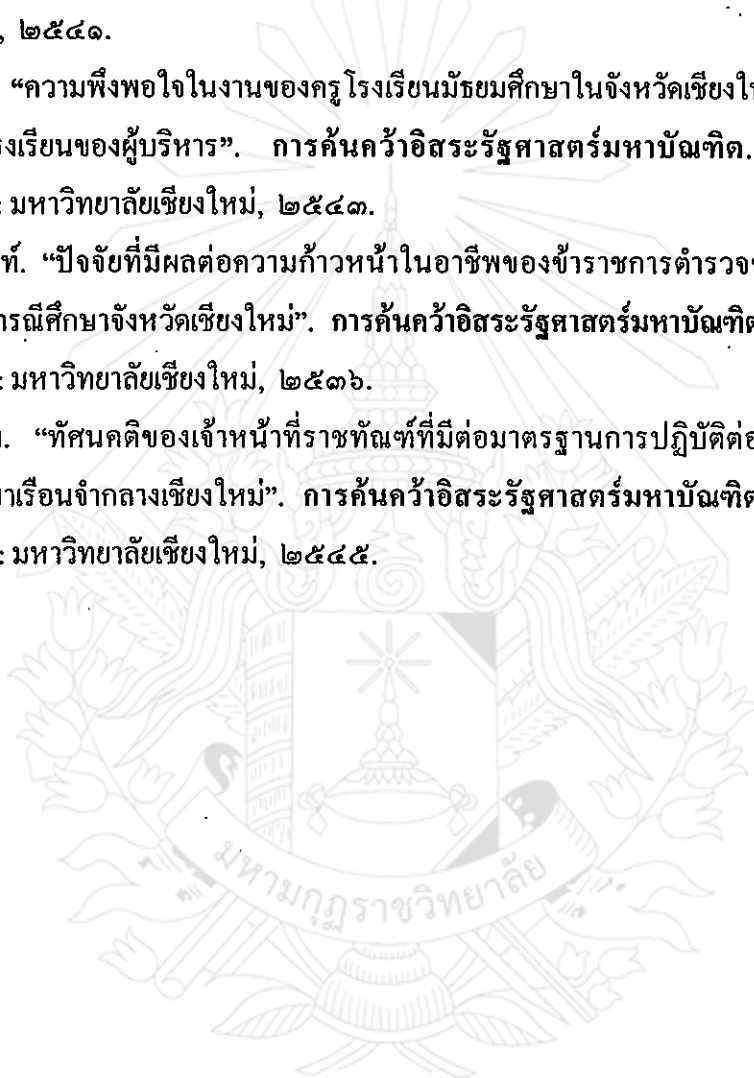 , ๒๕๔๑.
“ความพึงพอใจในงานของครูโรงเรียนมัธยมศึกษาในจังหวัดเชียงให
รงเรียนของผู้บริหาร”. การค้นคว้าอิสระรัฐศาสตร์มหาบัณฑิต.
: มหาวิทยาลัยเชียงใหม่, ๒๕๔๓.
ท์. “ปัจจัยที่มีผลต่อความก้าวหน้าในอาชีพของข้าราชการตำรวจช
ารณีศึกษาจังหวัดเชียงใหม่”. การค้นคว้าอิสระรัฐศาสตร์มหาบัณฑิต
: มหาวิทยาลัยเชียงใหม่, ๒๕๓๖.
. “ทัศนคติของเจ้าหน้าที่ราชทัณฑ์ที่มีต่อมาตรฐานการปฏิบัติต่อ
าเรือนจำกลางเชียงใหม่”. การค้นคว้าอิสระรัฐศาสตร์มหาบัณฑิต
: มหาวิทยาลัยเชียงใหม่, ๒๕๔๕.
มหามกุฏราชวิทยาลัย